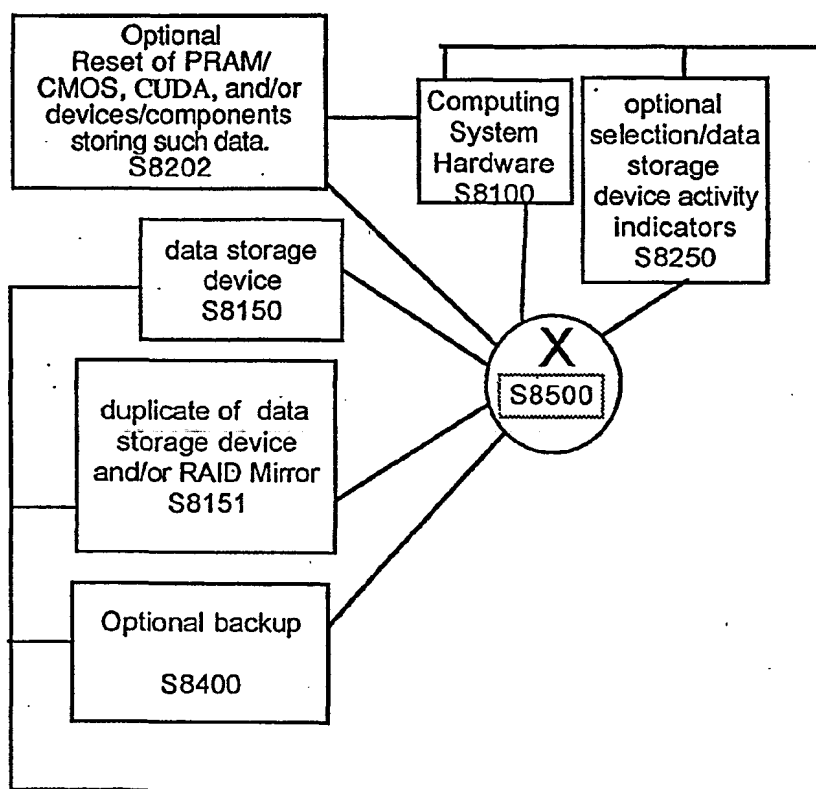 Optional
Reset of PRAM/
CMOS, CUDA, and/or
devices/components
storing such data.
S8202
Computing
System
Hardware
S8100
optional
selection/data
storage
device activity
indicators
S8250
data storage
device
S8150
X
S8500
duplicate of data
storage device
and/or RAID Mirror
S8151
Optional backup
S8400